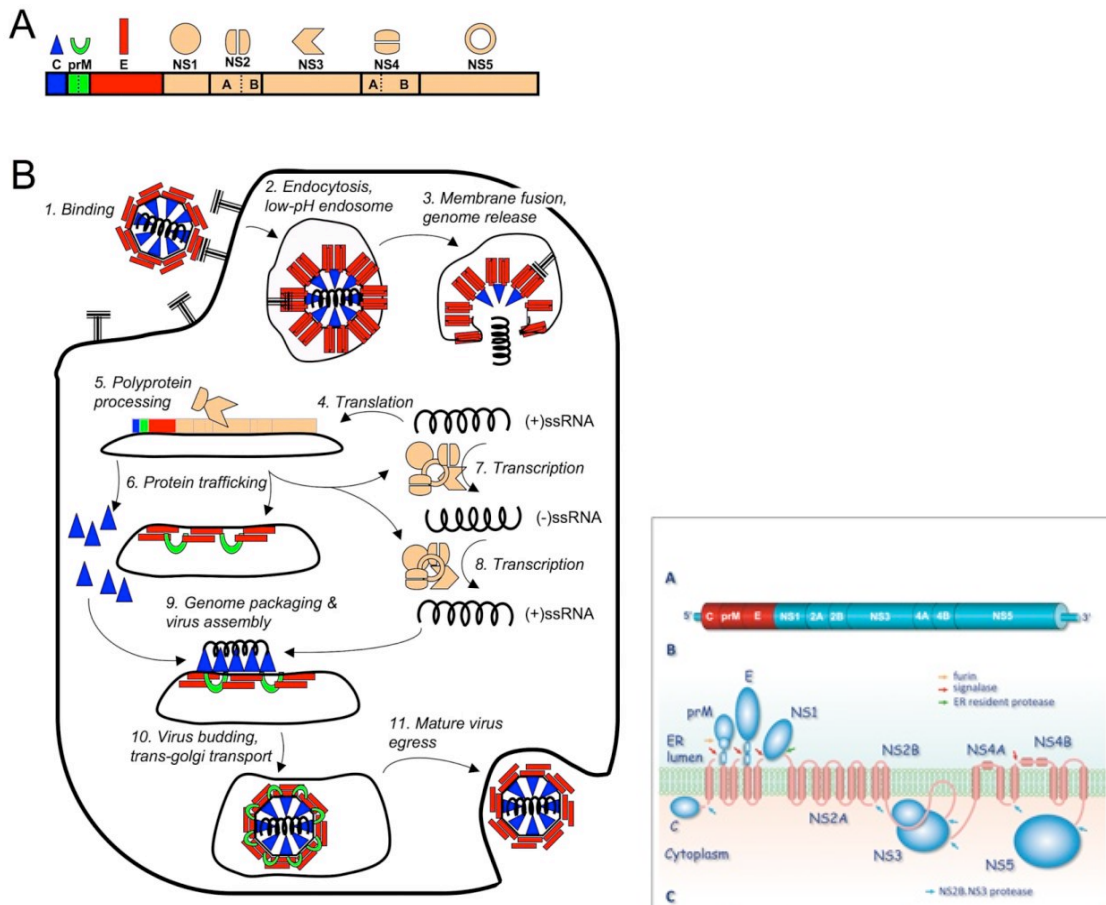 A
C prM E NS1 NS2 NS3 NS4 NS5
A B A B
B
1. Binding
2. Endocytosis,
low-pH endosome
3. Membrane fusion,
genome release
5. Polyprotein
processing
4. Translation
(+)ssRNA
6. Protein trafficking
7. Transcription
(-)ssRNA
8. Transcription
(+)ssRNA
9. Genome packaging &
virus assembly
10. Virus budding,
trans-golgi transport
11. Mature virus
egress
A
5' C prM E NS1 2A 2B NS3 4A 4B NS5 3'
B
E
furin
signalase
ER resident protease
prM
NS1
ER
lumen
NS2B
NS4A
NS4B
C
NS2A
Cytoplasm
NS3
NS5
NS2B.NS3 protease
C